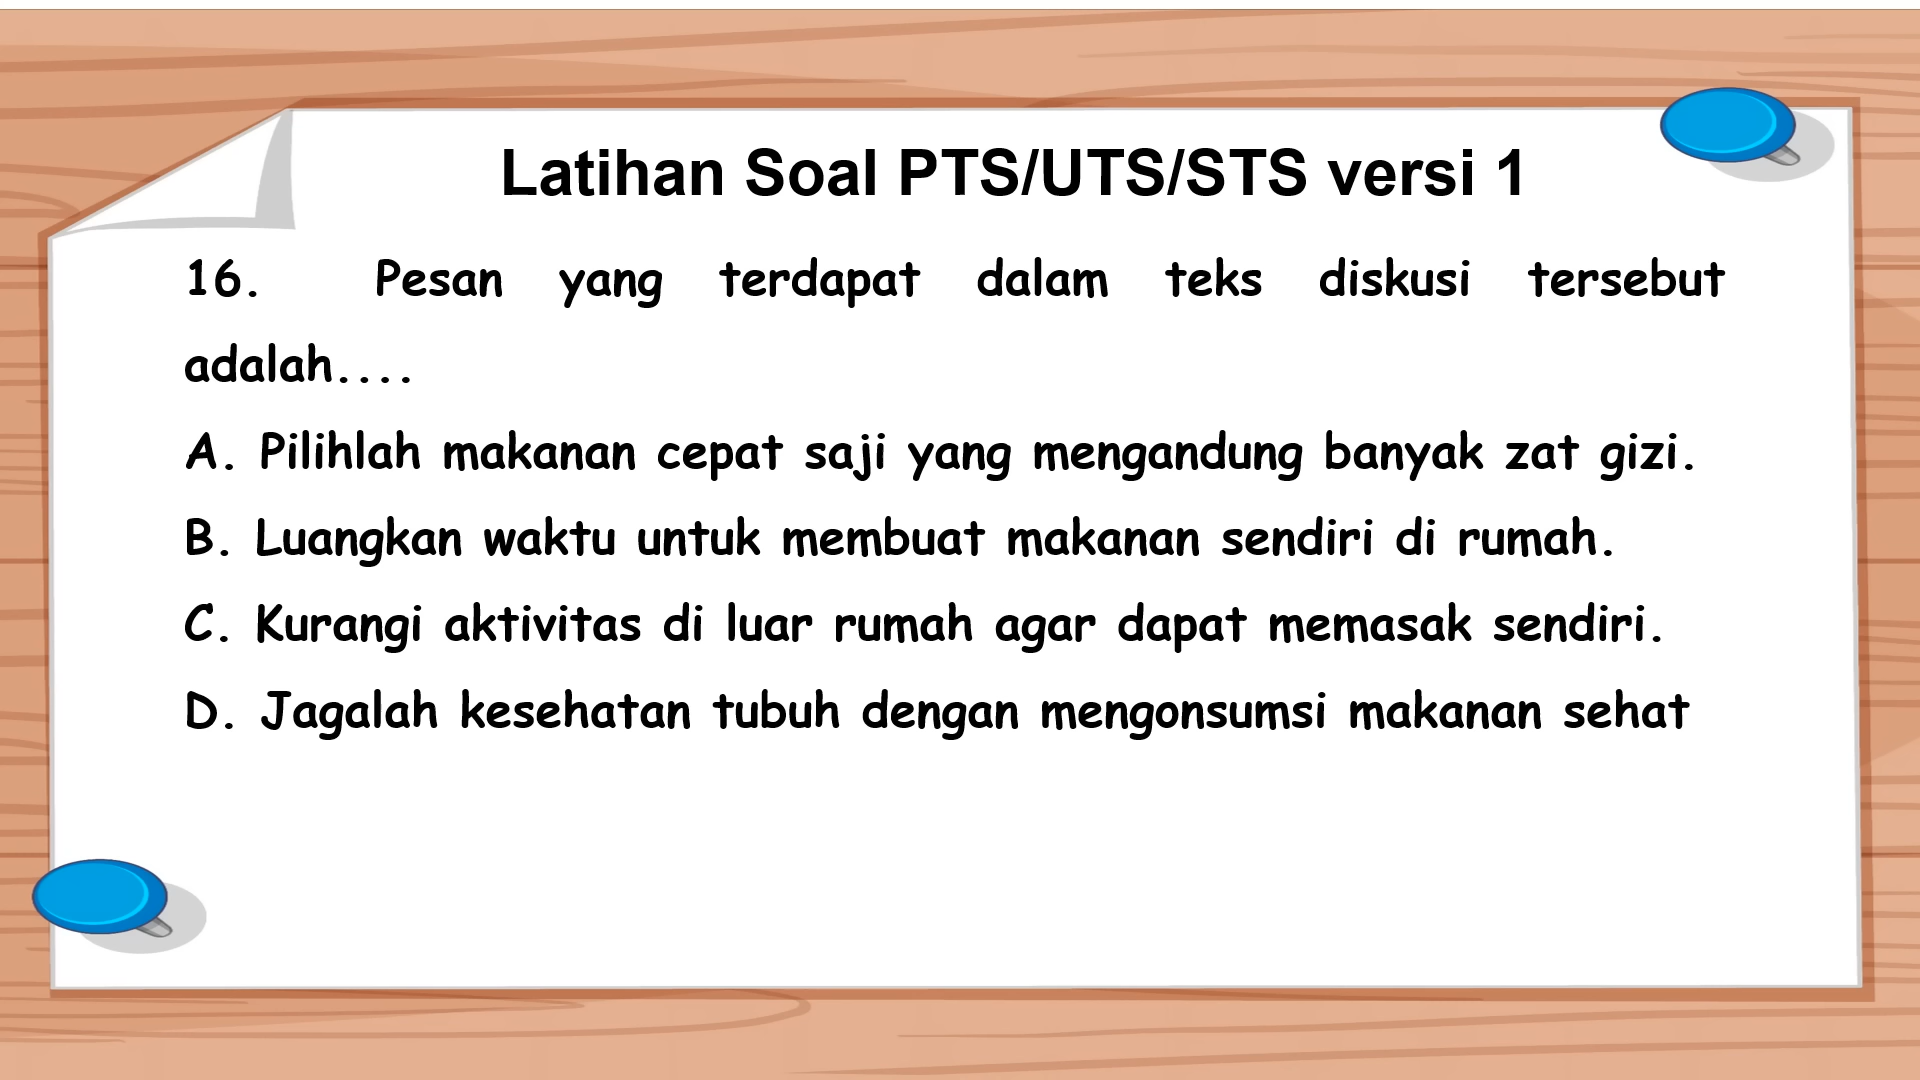 Latihan Soal PTS/UTS/STS versi 1
16. Pesan yang terdapat dalam teks diskusi tersebut
adalah....
A. Pilihlah makanan cepat saji yang mengandung banyak zat gizi.
B. Luangkan waktu untuk membuat makanan sendiri di rumah.
C. Kurangi aktivitas di luar rumah agar dapat memasak sendiri.
D. Jagalah kesehatan tubuh dengan mengonsumsi makanan sehat